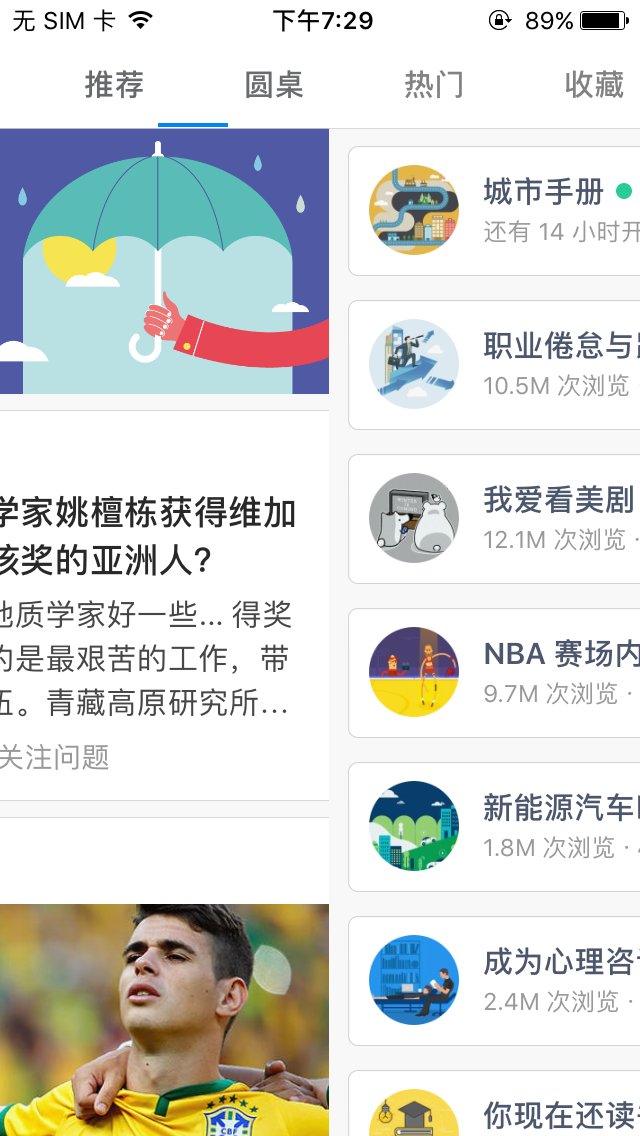 无 SIM 卡 下午7:29 89%
推荐 圆桌 热门 收藏
学家姚檀栋获得维加
该奖的亚洲人?
地质学家好一些... 得奖
的是最艰苦的工作，带
伍。青藏高原研究所...
关注问题
城市手册
还有 14 小时开
职业倦怠与
10.5M 次浏览 ·
我爱看美剧
12.1M 次浏览 ·
NBA 赛场内
9.7M 次浏览 ·
新能源汽车
1.8M 次浏览 ·
成为心理咨
2.4M 次浏览 ·
你现在还读
CBF